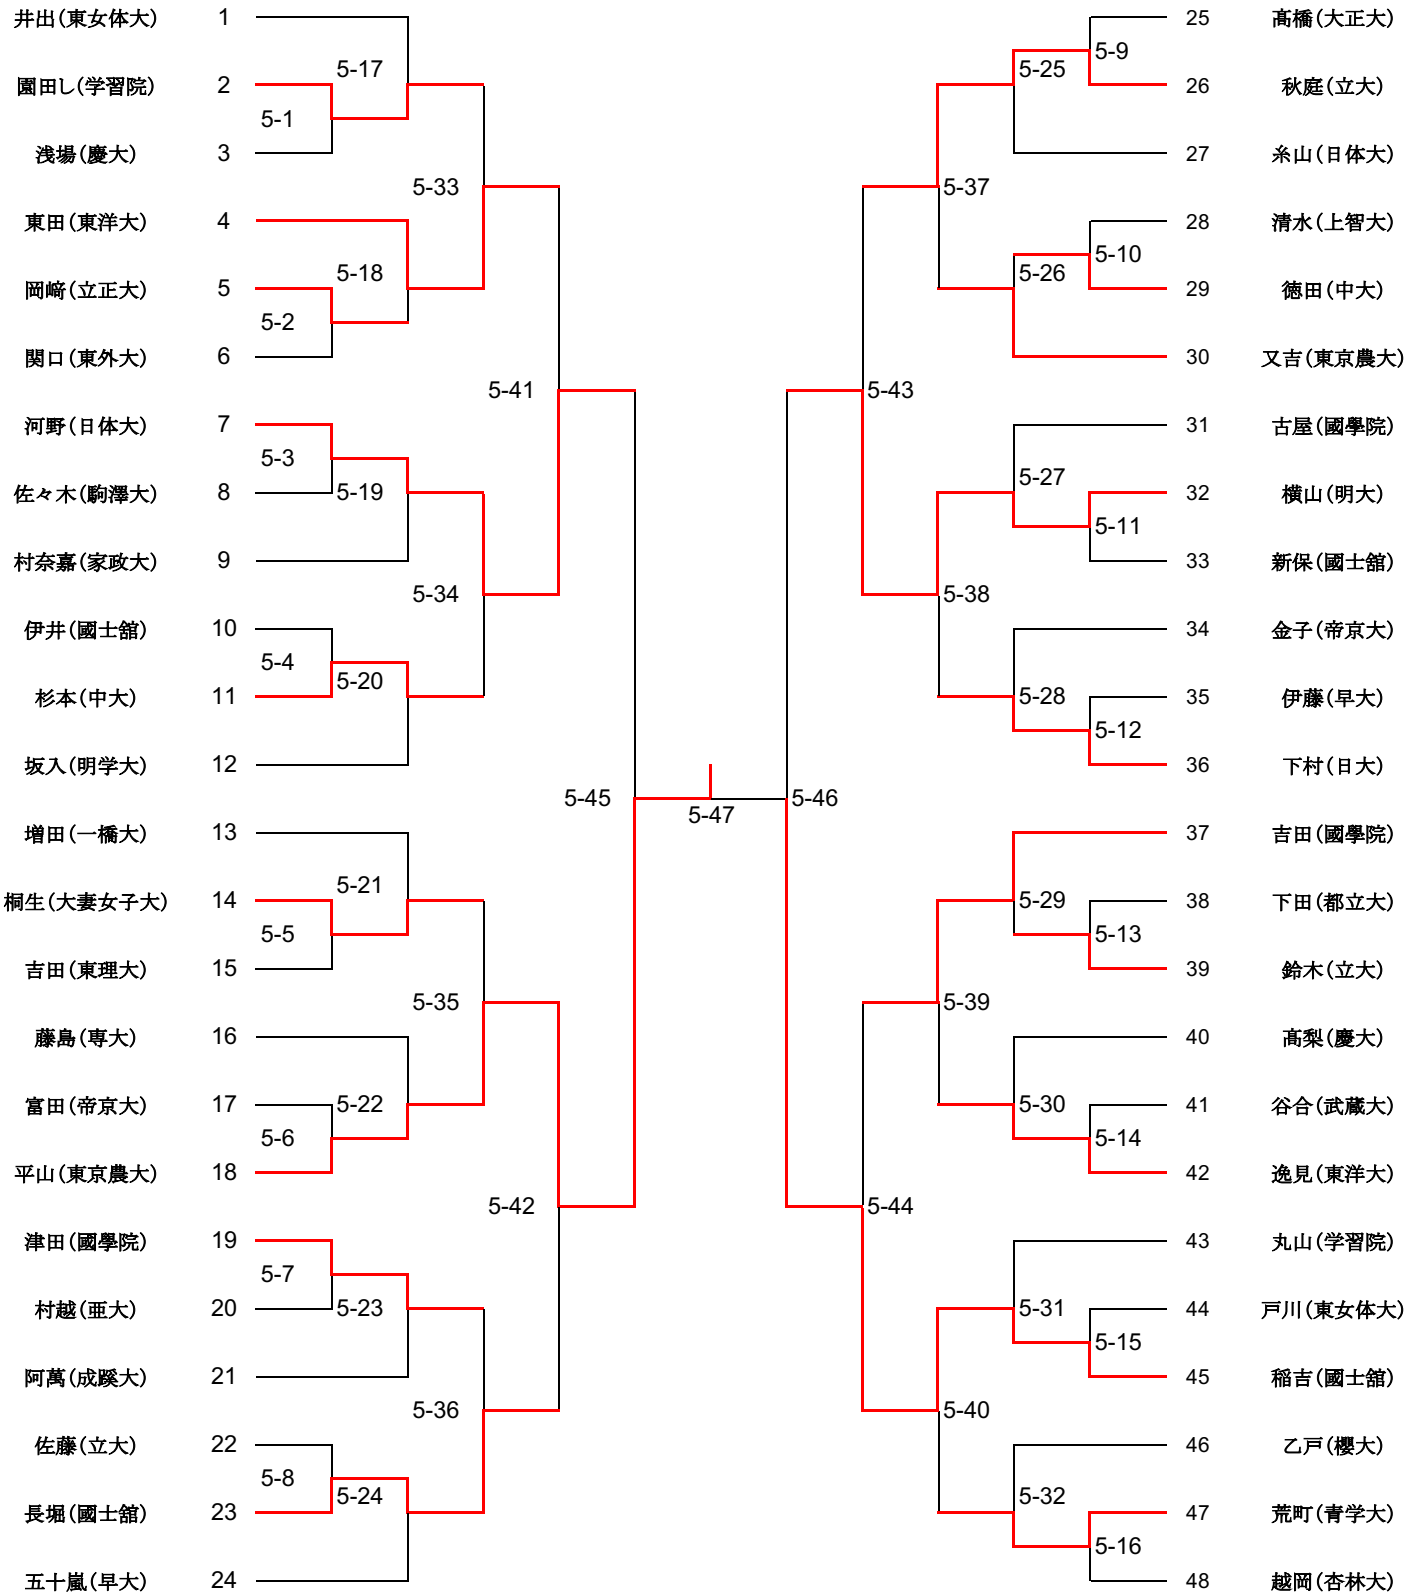 井出(東女体大) 1
園田し(学習院) 2
浅場(慶大) 3
東田(東洋大) 4
岡﨑(立正大) 5
関口(東外大) 6
河野(日体大) 7
佐々木(駒澤大) 8
村奈嘉(家政大) 9
伊井(國士舘) 10
杉本(中大) 11
坂入(明学大) 12
増田(一橋大) 13
桐生(大妻女子大) 14
吉田(東理大) 15
藤島(専大) 16
富田(帝京大) 17
平山(東京農大) 18
津田(國學院) 19
村越(亜大) 20
阿萬(成蹊大) 21
佐藤(立大) 22
長堀(國士舘) 23
五十嵐(早大) 24
5-1
5-2
5-3
5-4
5-5
5-6
5-7
5-8
5-17
5-18
5-19
5-20
5-21
5-22
5-23
5-24
5-33
5-34
5-35
5-36
5-41
5-42
5-45
5-47
5-46
5-43
5-44
5-37
5-38
5-39
5-40
5-25
5-26
5-27
5-28
5-29
5-30
5-31
5-32
5-9
5-10
5-11
5-12
5-13
5-14
5-15
5-16
25 髙橋(大正大)
26 秋庭(立大)
27 糸山(日体大)
28 清水(上智大)
29 徳田(中大)
30 又吉(東京農大)
31 古屋(國學院)
32 横山(明大)
33 新保(國士舘)
34 金子(帝京大)
35 伊藤(早大)
36 下村(日大)
37 吉田(國學院)
38 下田(都立大)
39 鈴木(立大)
40 髙梨(慶大)
41 谷合(武蔵大)
42 逸見(東洋大)
43 丸山(学習院)
44 戸川(東女体大)
45 稲吉(國士舘)
46 乙戸(櫻大)
47 荒町(青学大)
48 越岡(杏林大)